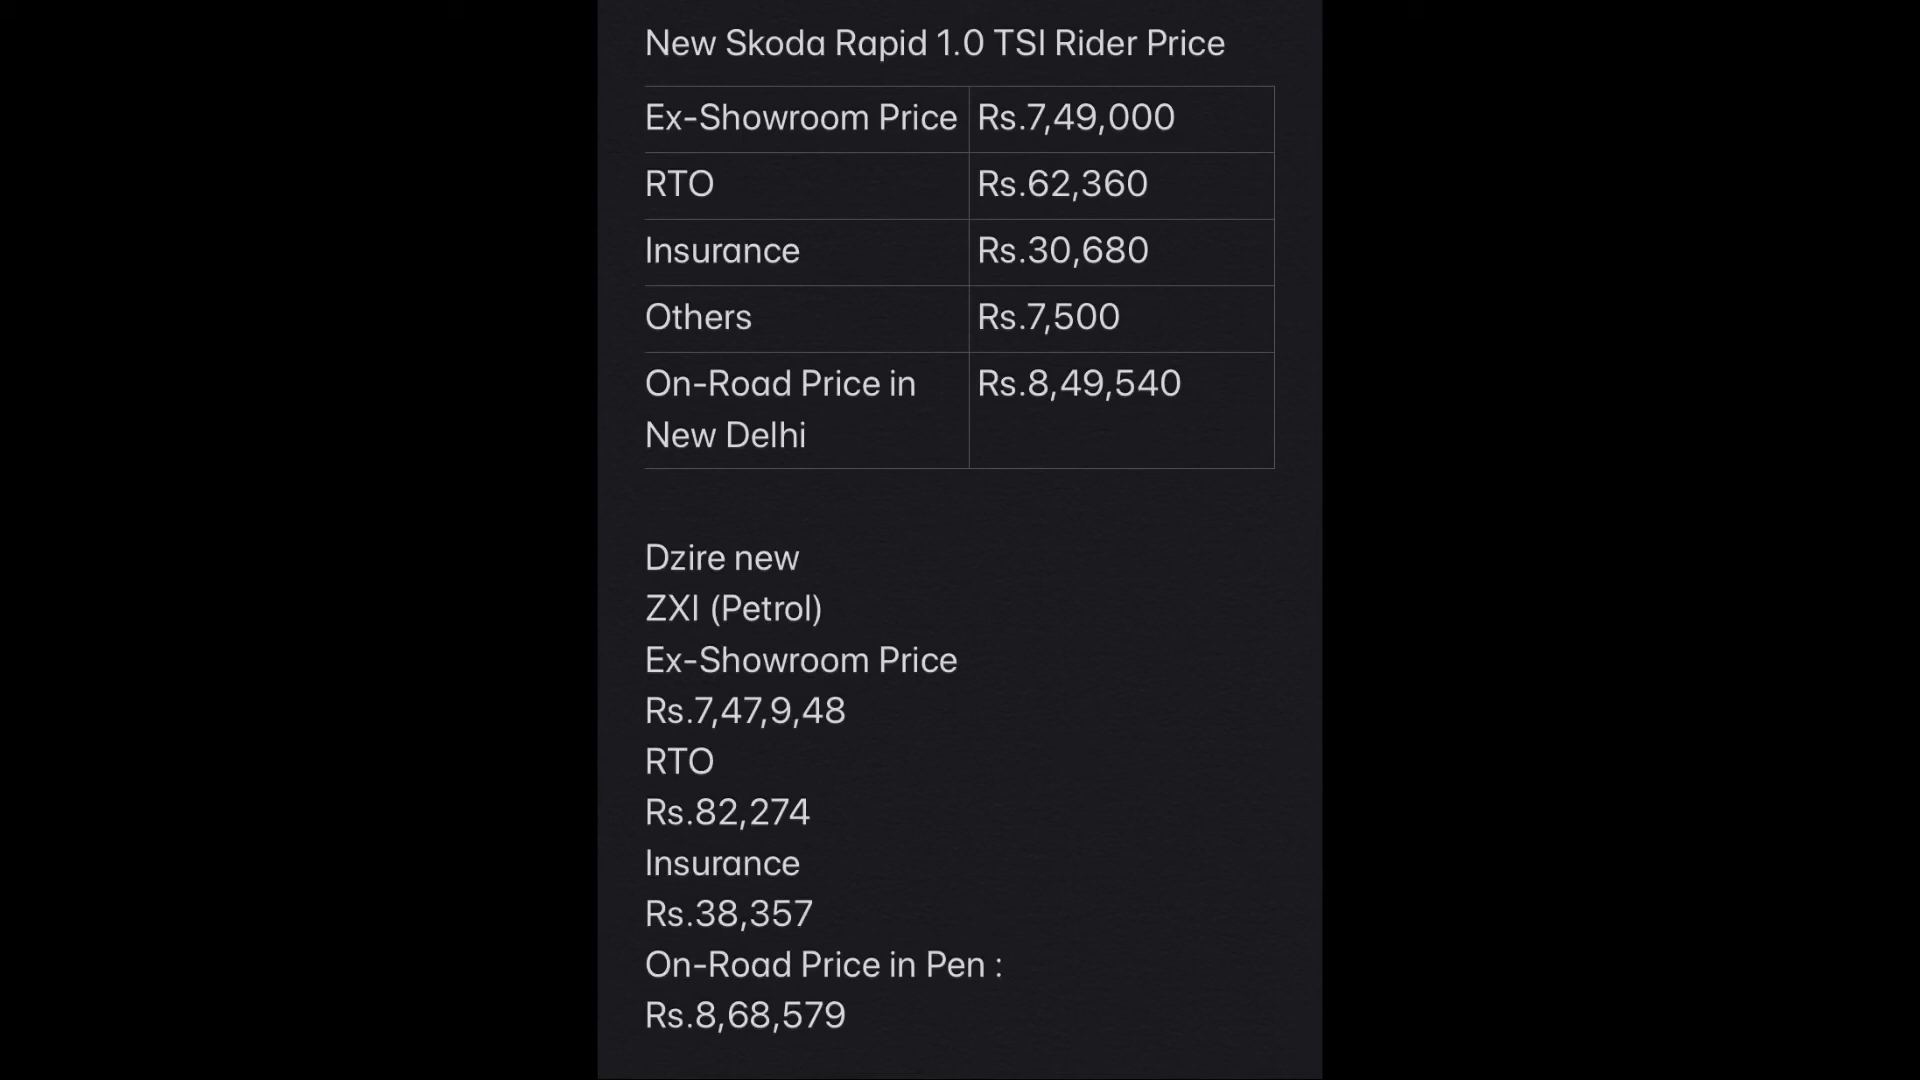 New Skoda Rapid 1.0 TSI Rider Price
Ex-Showroom Price Rs.7,49,000
RTO Rs.62,360
Insurance Rs.30,680
Others Rs.7,500
On-Road Price in Rs.8,49,540
New Delhi
Dzire new
ZXI (Petrol)
Ex-Showroom Price
Rs.7,47,9,48
RTO
Rs.82,274
Insurance
Rs.38,357
On-Road Price in Pen :
Rs.8,68,579